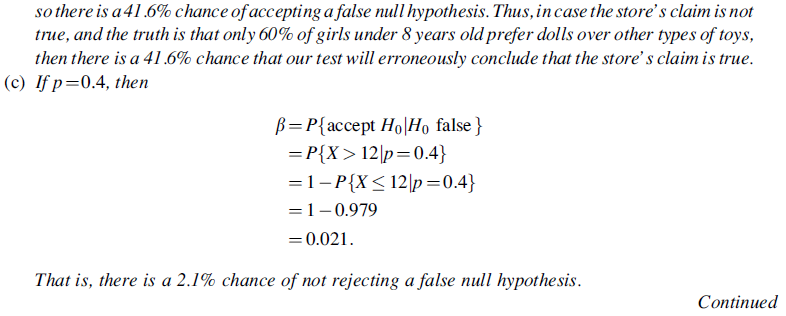 so there is a 41.6% chance of accepting a false null hypothesis. Thus, in case the store's claim is not
true, and the truth is that only 60% of girls under 8 years old prefer dolls over other types of toys,
then there is a 41.6% chance that our test will erroneously conclude that the store's claim is true.
(c) If p=0.4, then
β=P{accept H₀|H₀ false}
=P{X>12|p=0.4}
=1−P{X≤12|p=0.4}
=1−0.979
=0.021.
That is, there is a 2.1% chance of not rejecting a false null hypothesis.
Continued